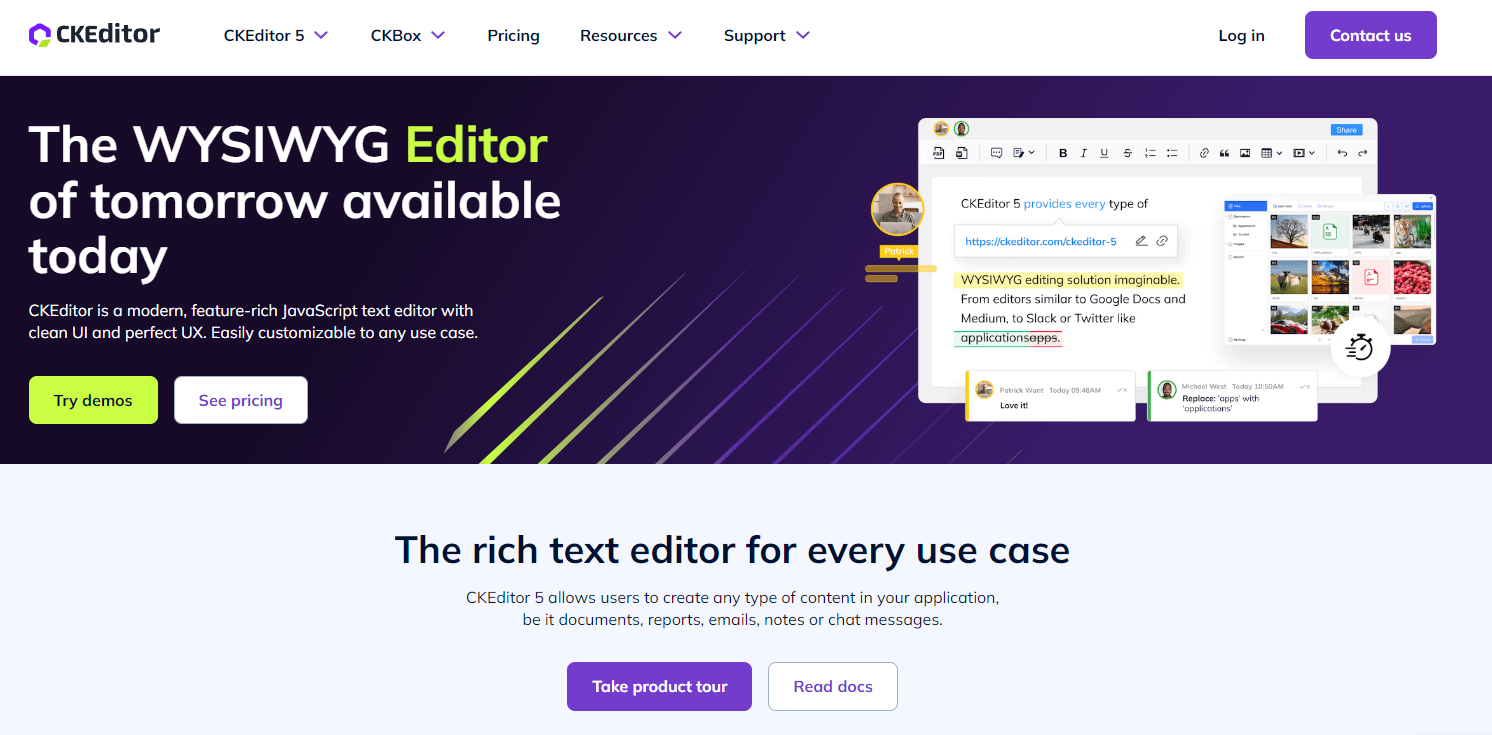 CKEditor
CKEditor 5
CKBox
Pricing
Resources
Support
Log in
Contact us
The WYSIWYG Editor
of tomorrow available
today
CKEditor is a modern, feature-rich JavaScript text editor with
clean UI and perfect UX. Easily customizable to any use case.
Try demos
See pricing
Share
B I U S
CKEditor 5 provides every type of
https://ckeditor.com/ckeditor-5
Patrick
WYSIWYG editing solution imaginable.
From editors similar to Google Docs and
Medium, to Slack or Twitter like
applicationsapps.
Patrick Want Today 09:48AM
Love it!
Michael West Today 10:50AM
Replace: 'apps' with
'applications'
The rich text editor for every use case
CKEditor 5 allows users to create any type of content in your application,
be it documents, reports, emails, notes or chat messages.
Take product tour
Read docs